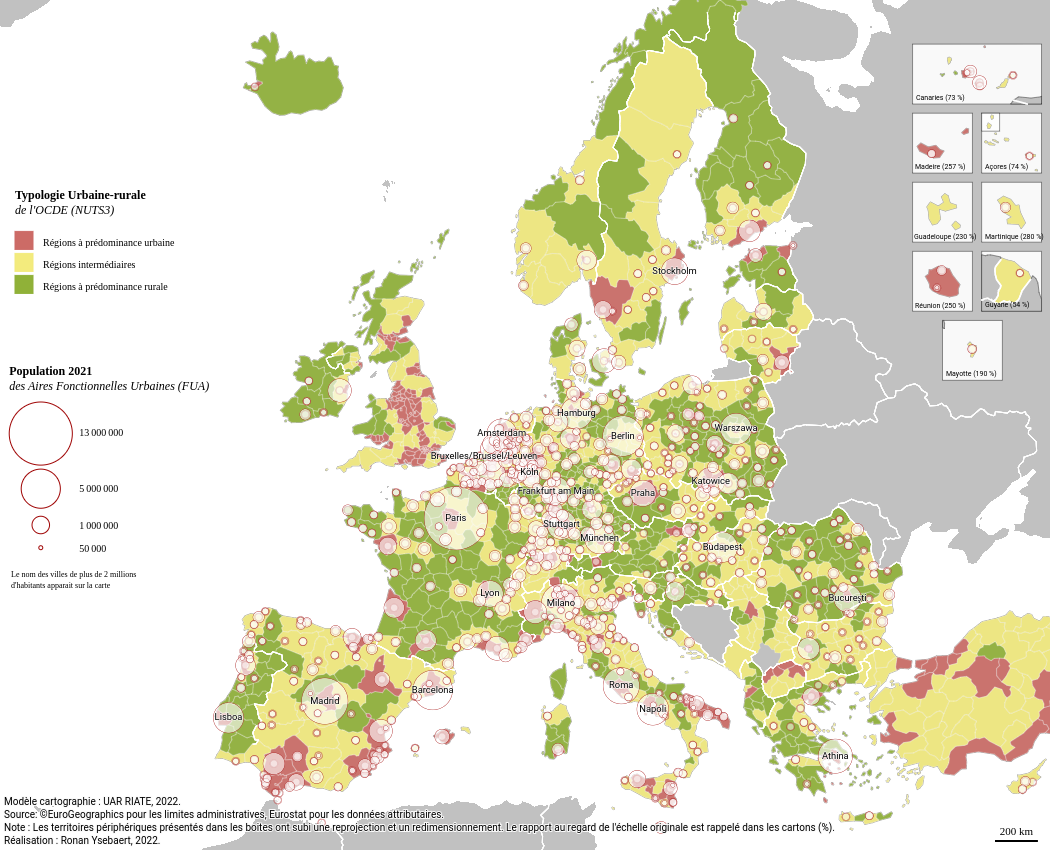 Typologie Urbaine-rurale
de l'OCDE (NUTS3)
Régions à prédominance urbaine
Régions intermédiaires
Régions à prédominance rurale
Population 2021
des Aires Fonctionnelles Urbaines (FUA)
13 000 000
5 000 000
1 000 000
50 000
Le nom des villes de plus de 2 millions
d'habitants apparait sur la carte
Stockholm
Hamburg
Amsterdam
Berlin
Warszawa
Bruxelles/Brussel/Leuven
Köln
Katowice
Frankfurt am Main
Praha
Paris
Stuttgart
München
Budapest
Lyon
Milano
București
Barcelona
Roma
Madrid
Napoli
Lisboa
Athina
Canaries (73 %)
Madeire (257 %)
Açores (74 %)
Guadeloupe (230 %)
Martinique (280 %)
Réunion (250 %)
Guyane (54 %)
Mayotte (190 %)
Modèle cartographie : UAR RIATE, 2022.
Source: ©EuroGeographics pour les limites administratives, Eurostat pour les données attributaires.
Note : Les territoires périphériques présentés dans les boites ont subi une reprojection et un redimensionnement. Le rapport au regard de l'échelle originale est rappelé dans les cartons (%).
Réalisation : Ronan Ysebaert, 2022.
200 km